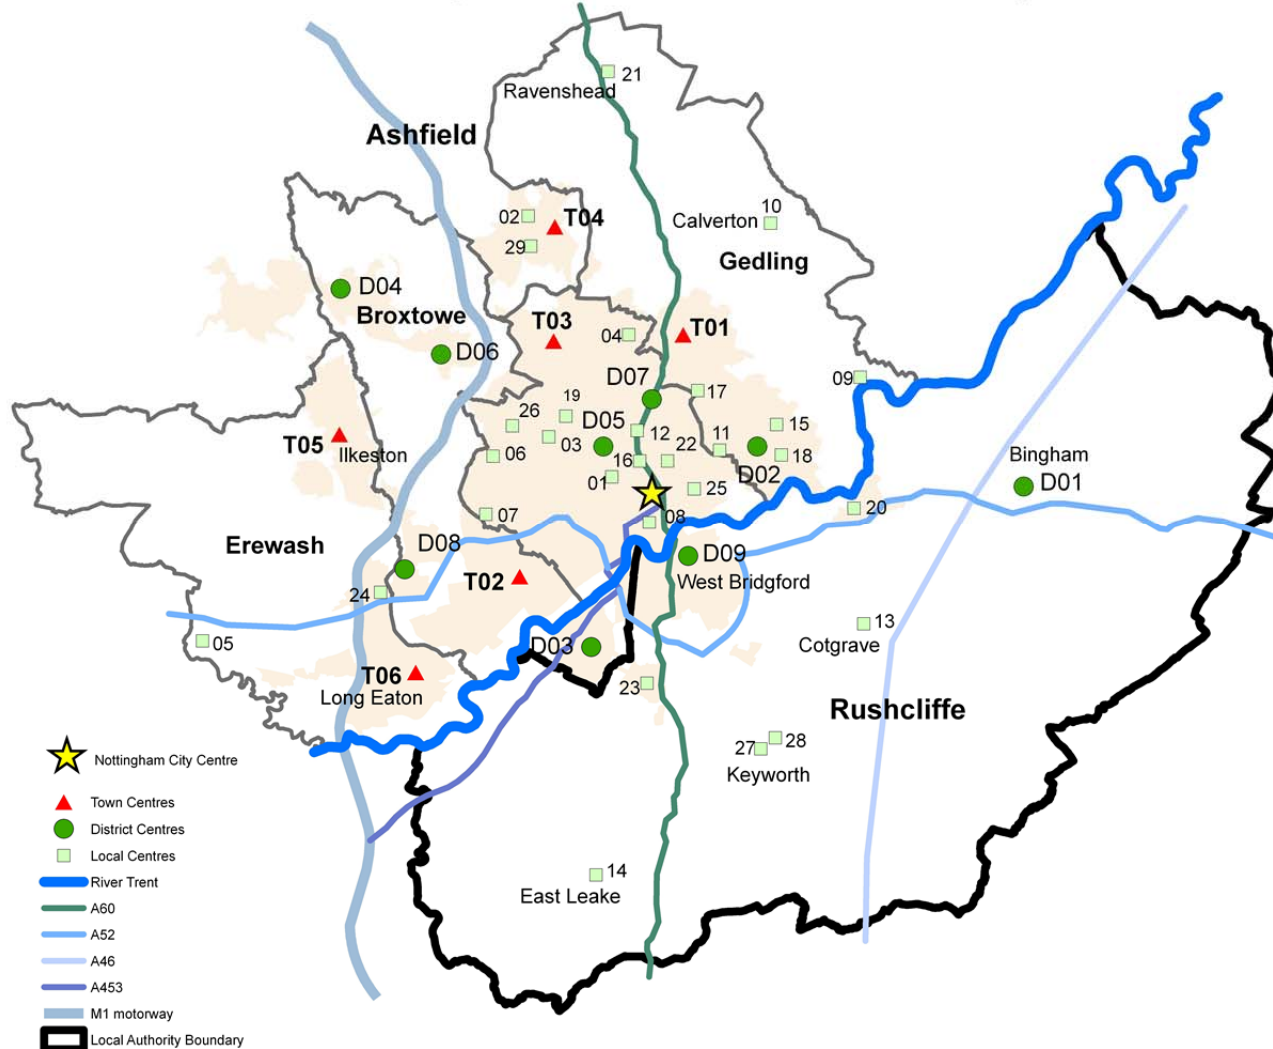 21
Ravenshead
Ashfield
02
T04
10
Calverton
29
Gedling
D04
Broxtowe
T03
T01
04
D06
D07
09
17
19
26
D05
15
T05
Ilkeston
03
12
22
11
18
06
16
D02
Bingham
01
25
D01
07
08
20
Erewash
D08
D09
T02
West Bridgford
24
13
05
D03
Cotgrave
T06
23
Long Eaton
Rushcliffe
27
28
Keyworth
14
East Leake
Nottingham City Centre
Town Centres
District Centres
Local Centres
River Trent
A60
A52
A46
A453
M1 motorway
Local Authority Boundary